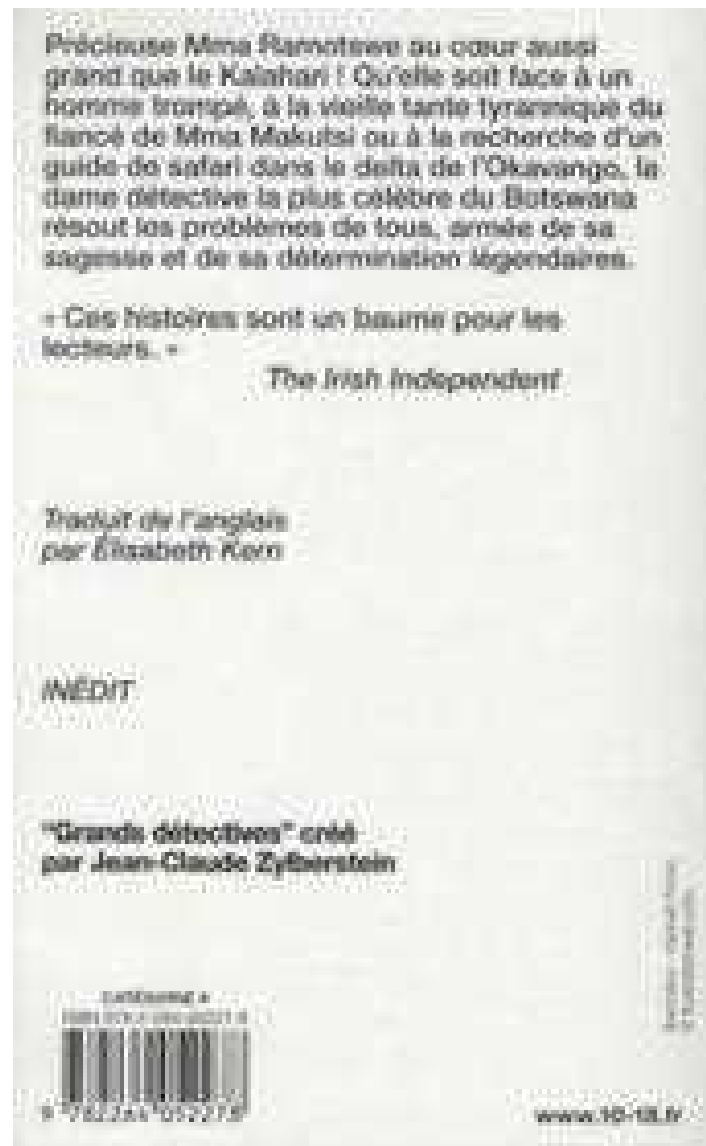 Précieuse Mma Ramotswe au cœur aussi
grand que le Kalahari ! Qu'elle soit face à un
homme trompé, à la vieille tante tyrannique du
fiancé de Mma Makutsi ou à la recherche d'un
guide de safari dans le delta de l'Okavango, la
dame détective la plus célèbre du Botswana
résout les problèmes de tous, armée de sa
sagesse et de sa détermination légendaires.
« Ces histoires sont un baume pour les
lecteurs. »
The Irish Independent
Traduit de l'anglais
par Élisabeth Kern
INÉDIT
"Grands détectives" créé
par Jean-Claude Zylberstein
9 782264 052278
www.10-18.fr